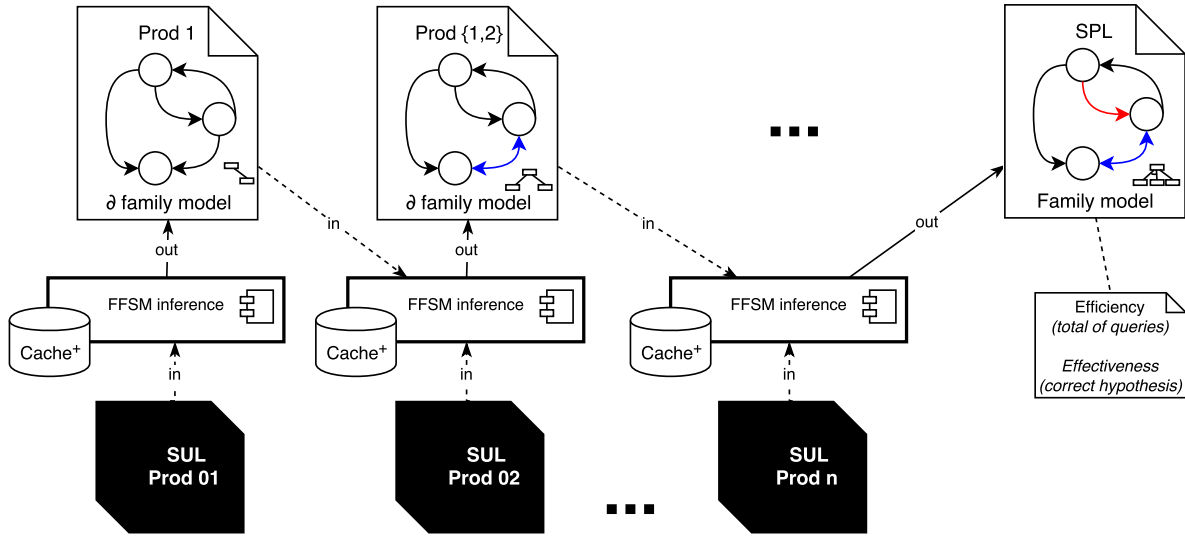 Prod 1
∂ family model
Prod {1,2}
∂ family model
SPL
Family model
in
in
out
out
out
FFSM inference
Cache+
FFSM inference
Cache+
FFSM inference
Cache+
Efficiency
(total of queries)
Effectiveness
(correct hypothesis)
in
in
in
SUL
Prod 01
SUL
Prod 02
SUL
Prod n